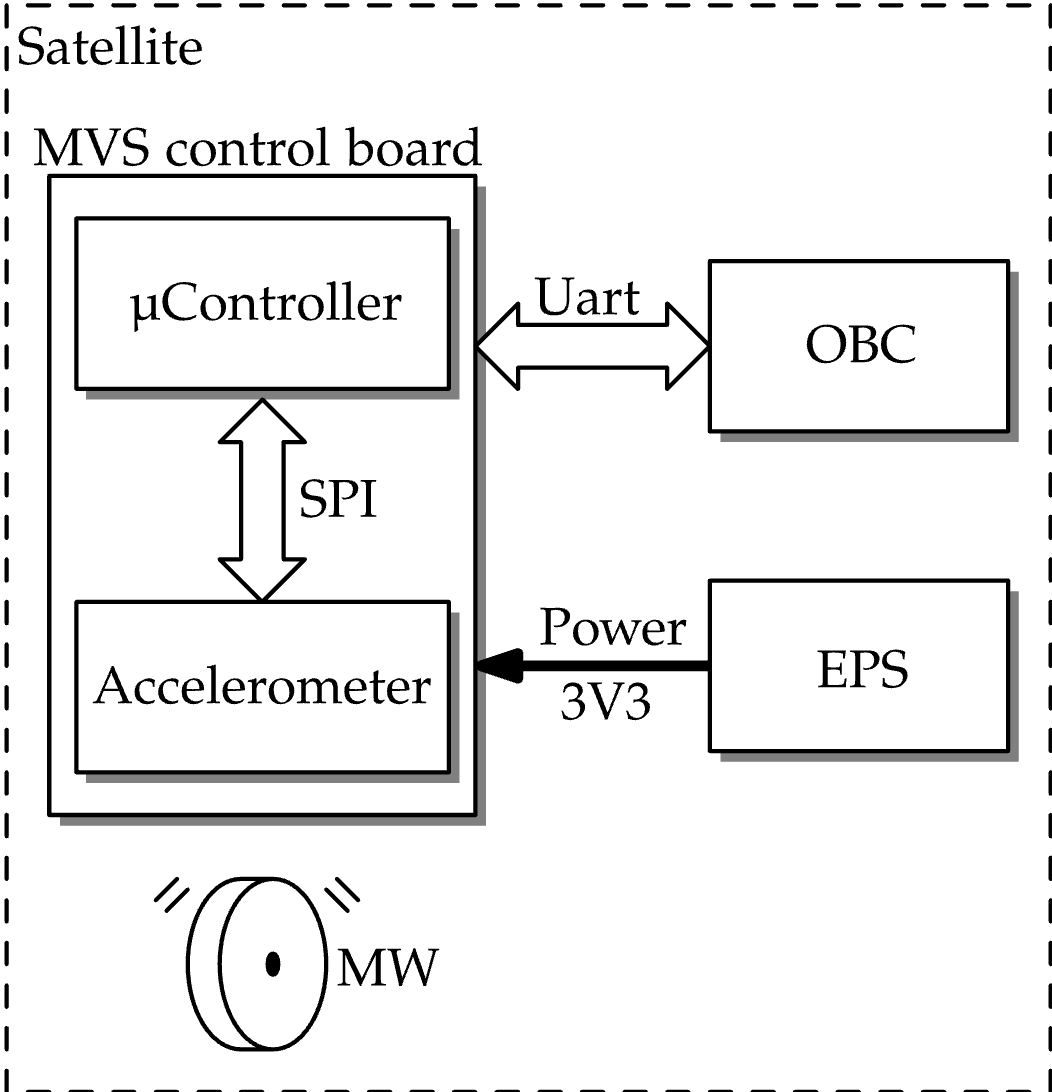 Satellite
MVS control board
µController
Uart
OBC
SPI
Accelerometer
Power
3V3
EPS
MW